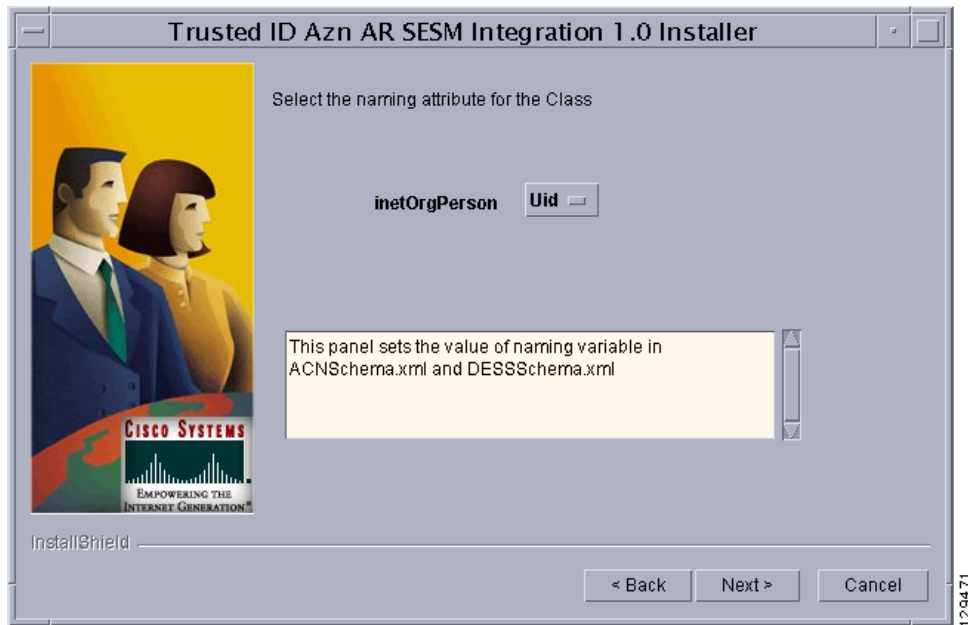 Trusted ID Azn AR SESM Integration 1.0 Installer
Select the naming attribute for the Class
inetOrgPerson
Uid
This panel sets the value of naming variable in
ACNSchema.xml and DESSSchema.xml
CISCO SYSTEMS
EMPOWERING THE
INTERNET GENERATION
InstallShield
< Back
Next >
Cancel
129471